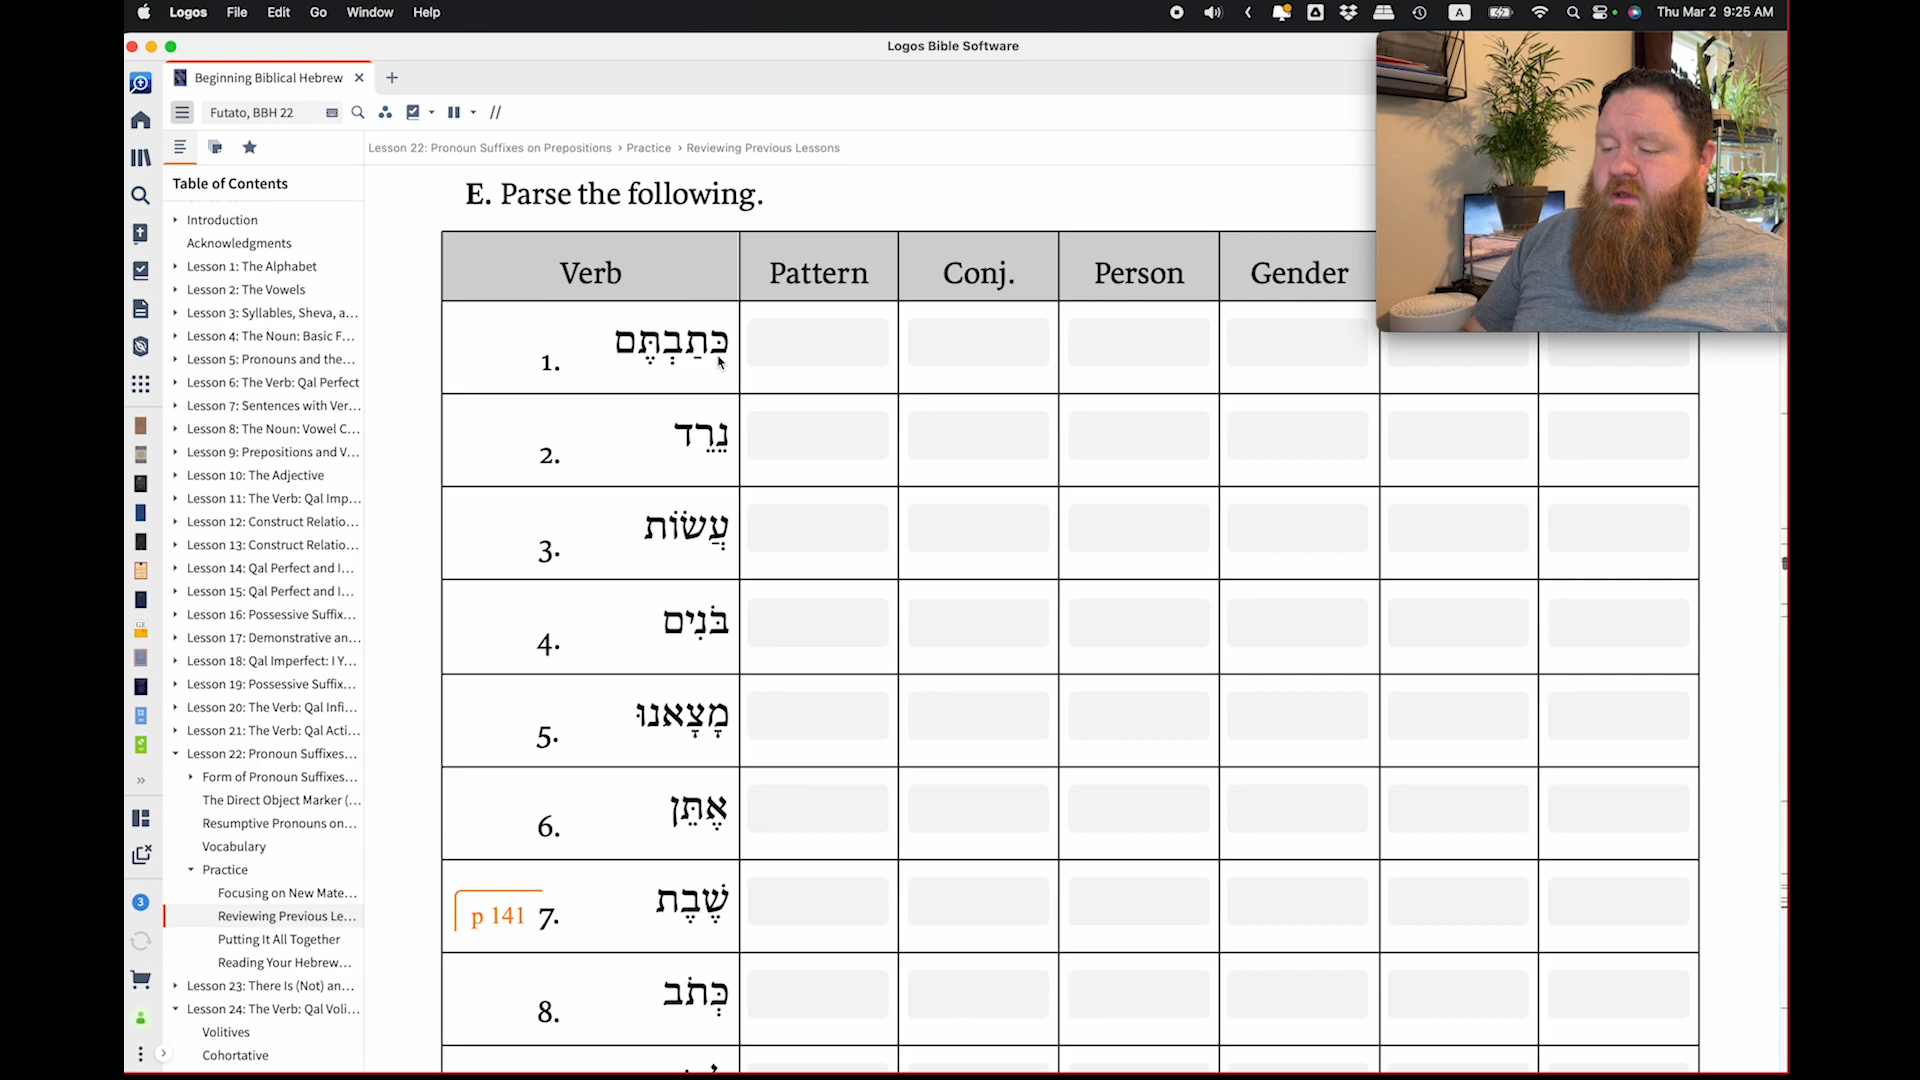 Logos File Edit Go Window Help
A
Thu Mar 2 9:25 AM
Logos Bible Software
Beginning Biblical Hebrew
Futato, BBH 22
Lesson 22: Pronoun Suffixes on Prepositions › Practice › Reviewing Previous Lessons
Table of Contents
Introduction
Acknowledgments
Lesson 1: The Alphabet
Lesson 2: The Vowels
Lesson 3: Syllables, Sheva, a...
Lesson 4: The Noun: Basic F...
Lesson 5: Pronouns and the...
Lesson 6: The Verb: Qal Perfect
Lesson 7: Sentences with Ver...
Lesson 8: The Noun: Vowel C...
Lesson 9: Prepositions and V...
Lesson 10: The Adjective
Lesson 11: The Verb: Qal Imp...
Lesson 12: Construct Relatio...
Lesson 13: Construct Relatio...
Lesson 14: Qal Perfect and I...
Lesson 15: Qal Perfect and I...
Lesson 16: Possessive Suffix...
Lesson 17: Demonstrative an...
Lesson 18: Qal Imperfect: I Y...
Lesson 19: Possessive Suffix...
Lesson 20: The Verb: Qal Infi...
Lesson 21: The Verb: Qal Acti...
Lesson 22: Pronoun Suffixes...
Form of Pronoun Suffixes...
The Direct Object Marker (...
Resumptive Pronouns on...
Vocabulary
Practice
Focusing on New Mate...
Reviewing Previous Le...
Putting It All Together
Reading Your Hebrew...
Lesson 23: There Is (Not) an...
Lesson 24: The Verb: Qal Voli...
Volitives
Cohortative
3
E. Parse the following.
Verb Pattern Conj. Person Gender
1. כְּתַבְתֶּם
2. נֵרֵד
3. עֲשׂוֹת
4. בֹּנִים
5. מָצָאנוּ
6. אֶתֵּן
p 141 7. שֶׁבֶת
8. כְּתֹב